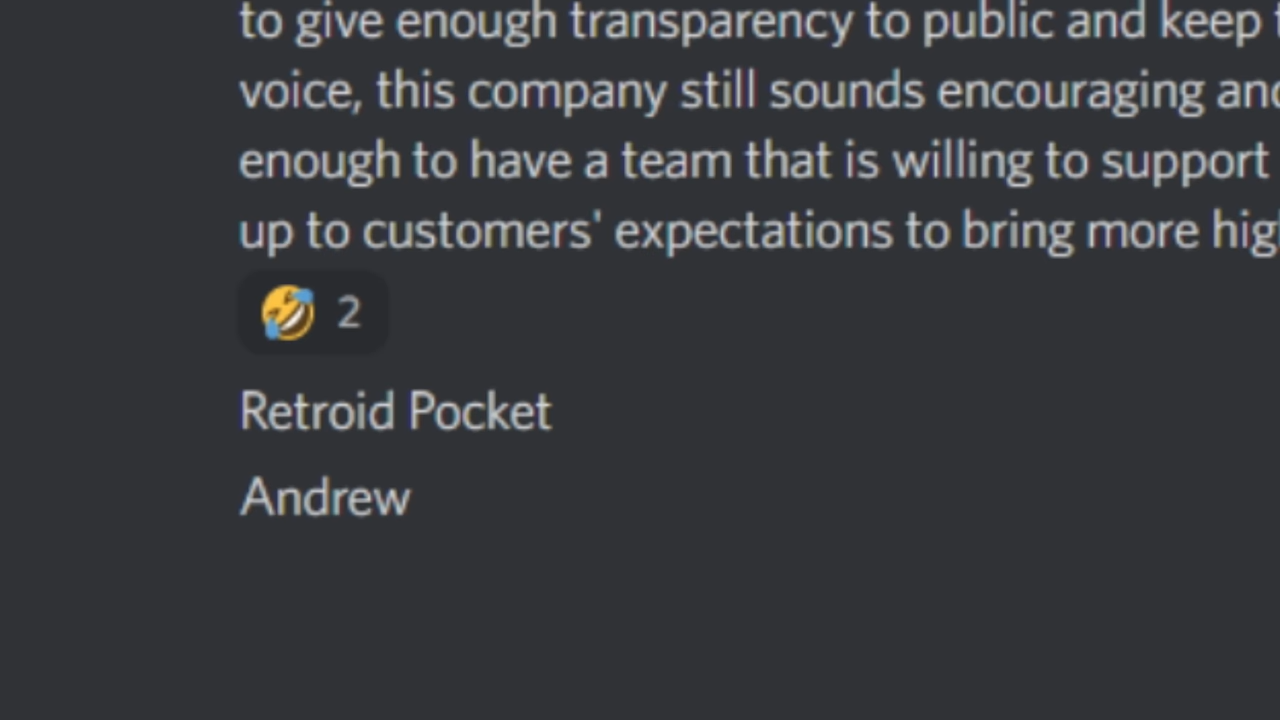 to give enough transparency to public and keep
voice, this company still sounds encouraging and
enough to have a team that is willing to support
up to customers' expectations to bring more
🤣 2
Retroid Pocket
Andrew